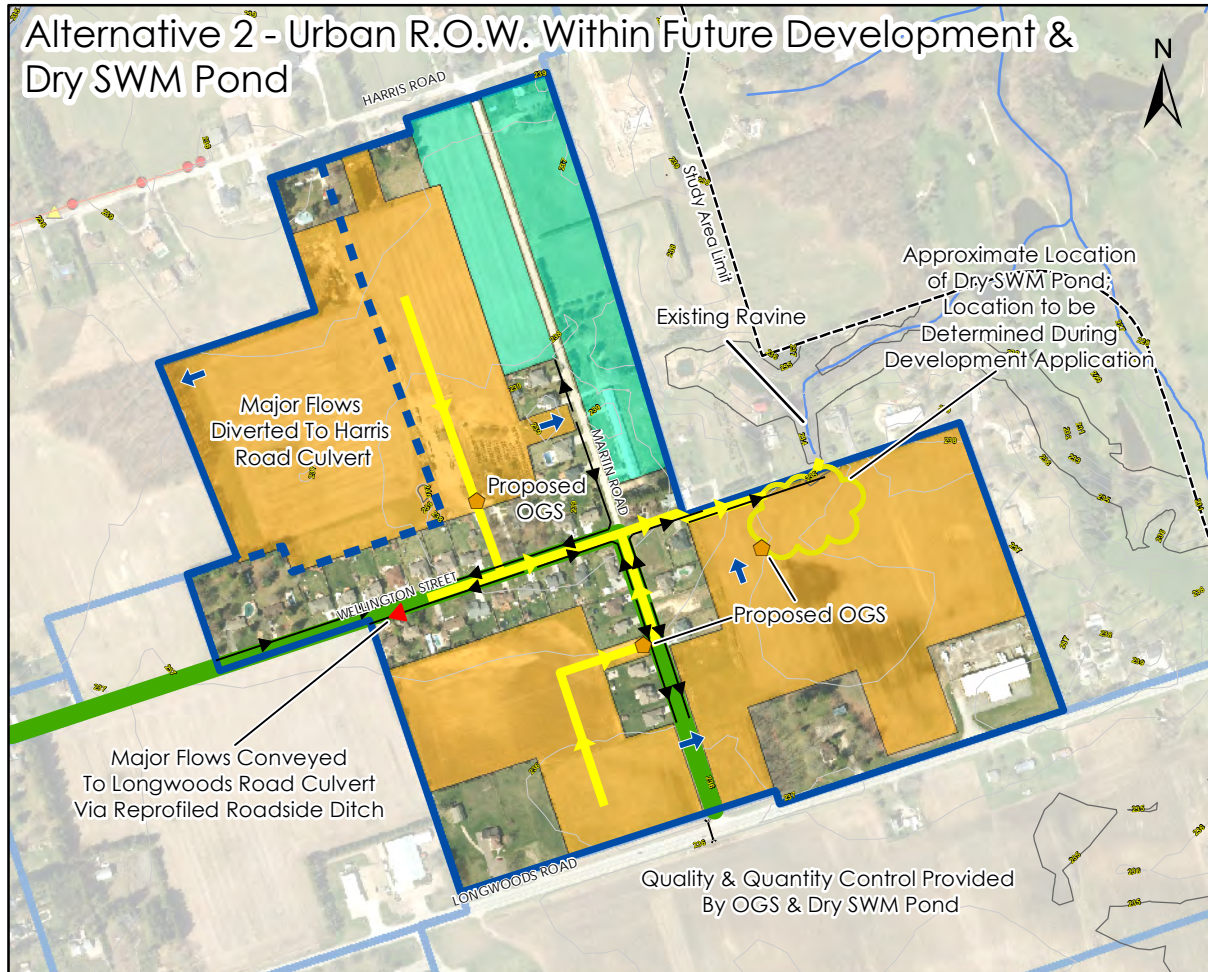 Alternative 2 - Urban R.O.W. Within Future Development &
Dry SWM Pond
N
HARRIS ROAD
239
Study Area Limit
Approximate Location
of Dry SWM Pond;
Location to be
Determined During
Development Application
Existing Ravine
Major Flows
Diverted To Harris
Road Culvert
MARTIN ROAD
Proposed
OGS
WELLINGTON STREET
Proposed OGS
Major Flows Conveyed
To Longwoods Road Culvert
Via Reprofiled Roadside Ditch
LONGWOODS ROAD
Quality & Quantity Control Provided
By OGS & Dry SWM Pond